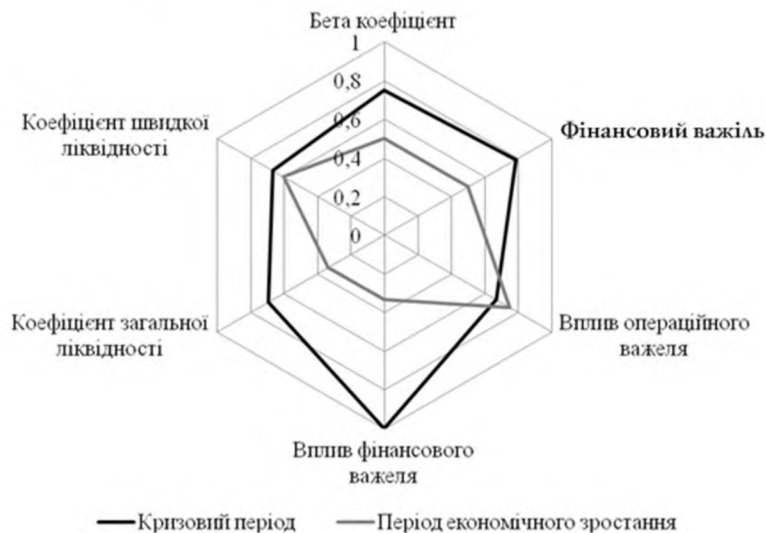 Бета коефіцієнт
1
0,8
0,6
0,4
0,2
0
Фінансовий важіль
Вплив операційного
важеля
Вплив фінансового
важеля
Коефіцієнт загальної
ліквідності
Коефіцієнт швидкої
ліквідності
Кризовий період
Період економічного зростання